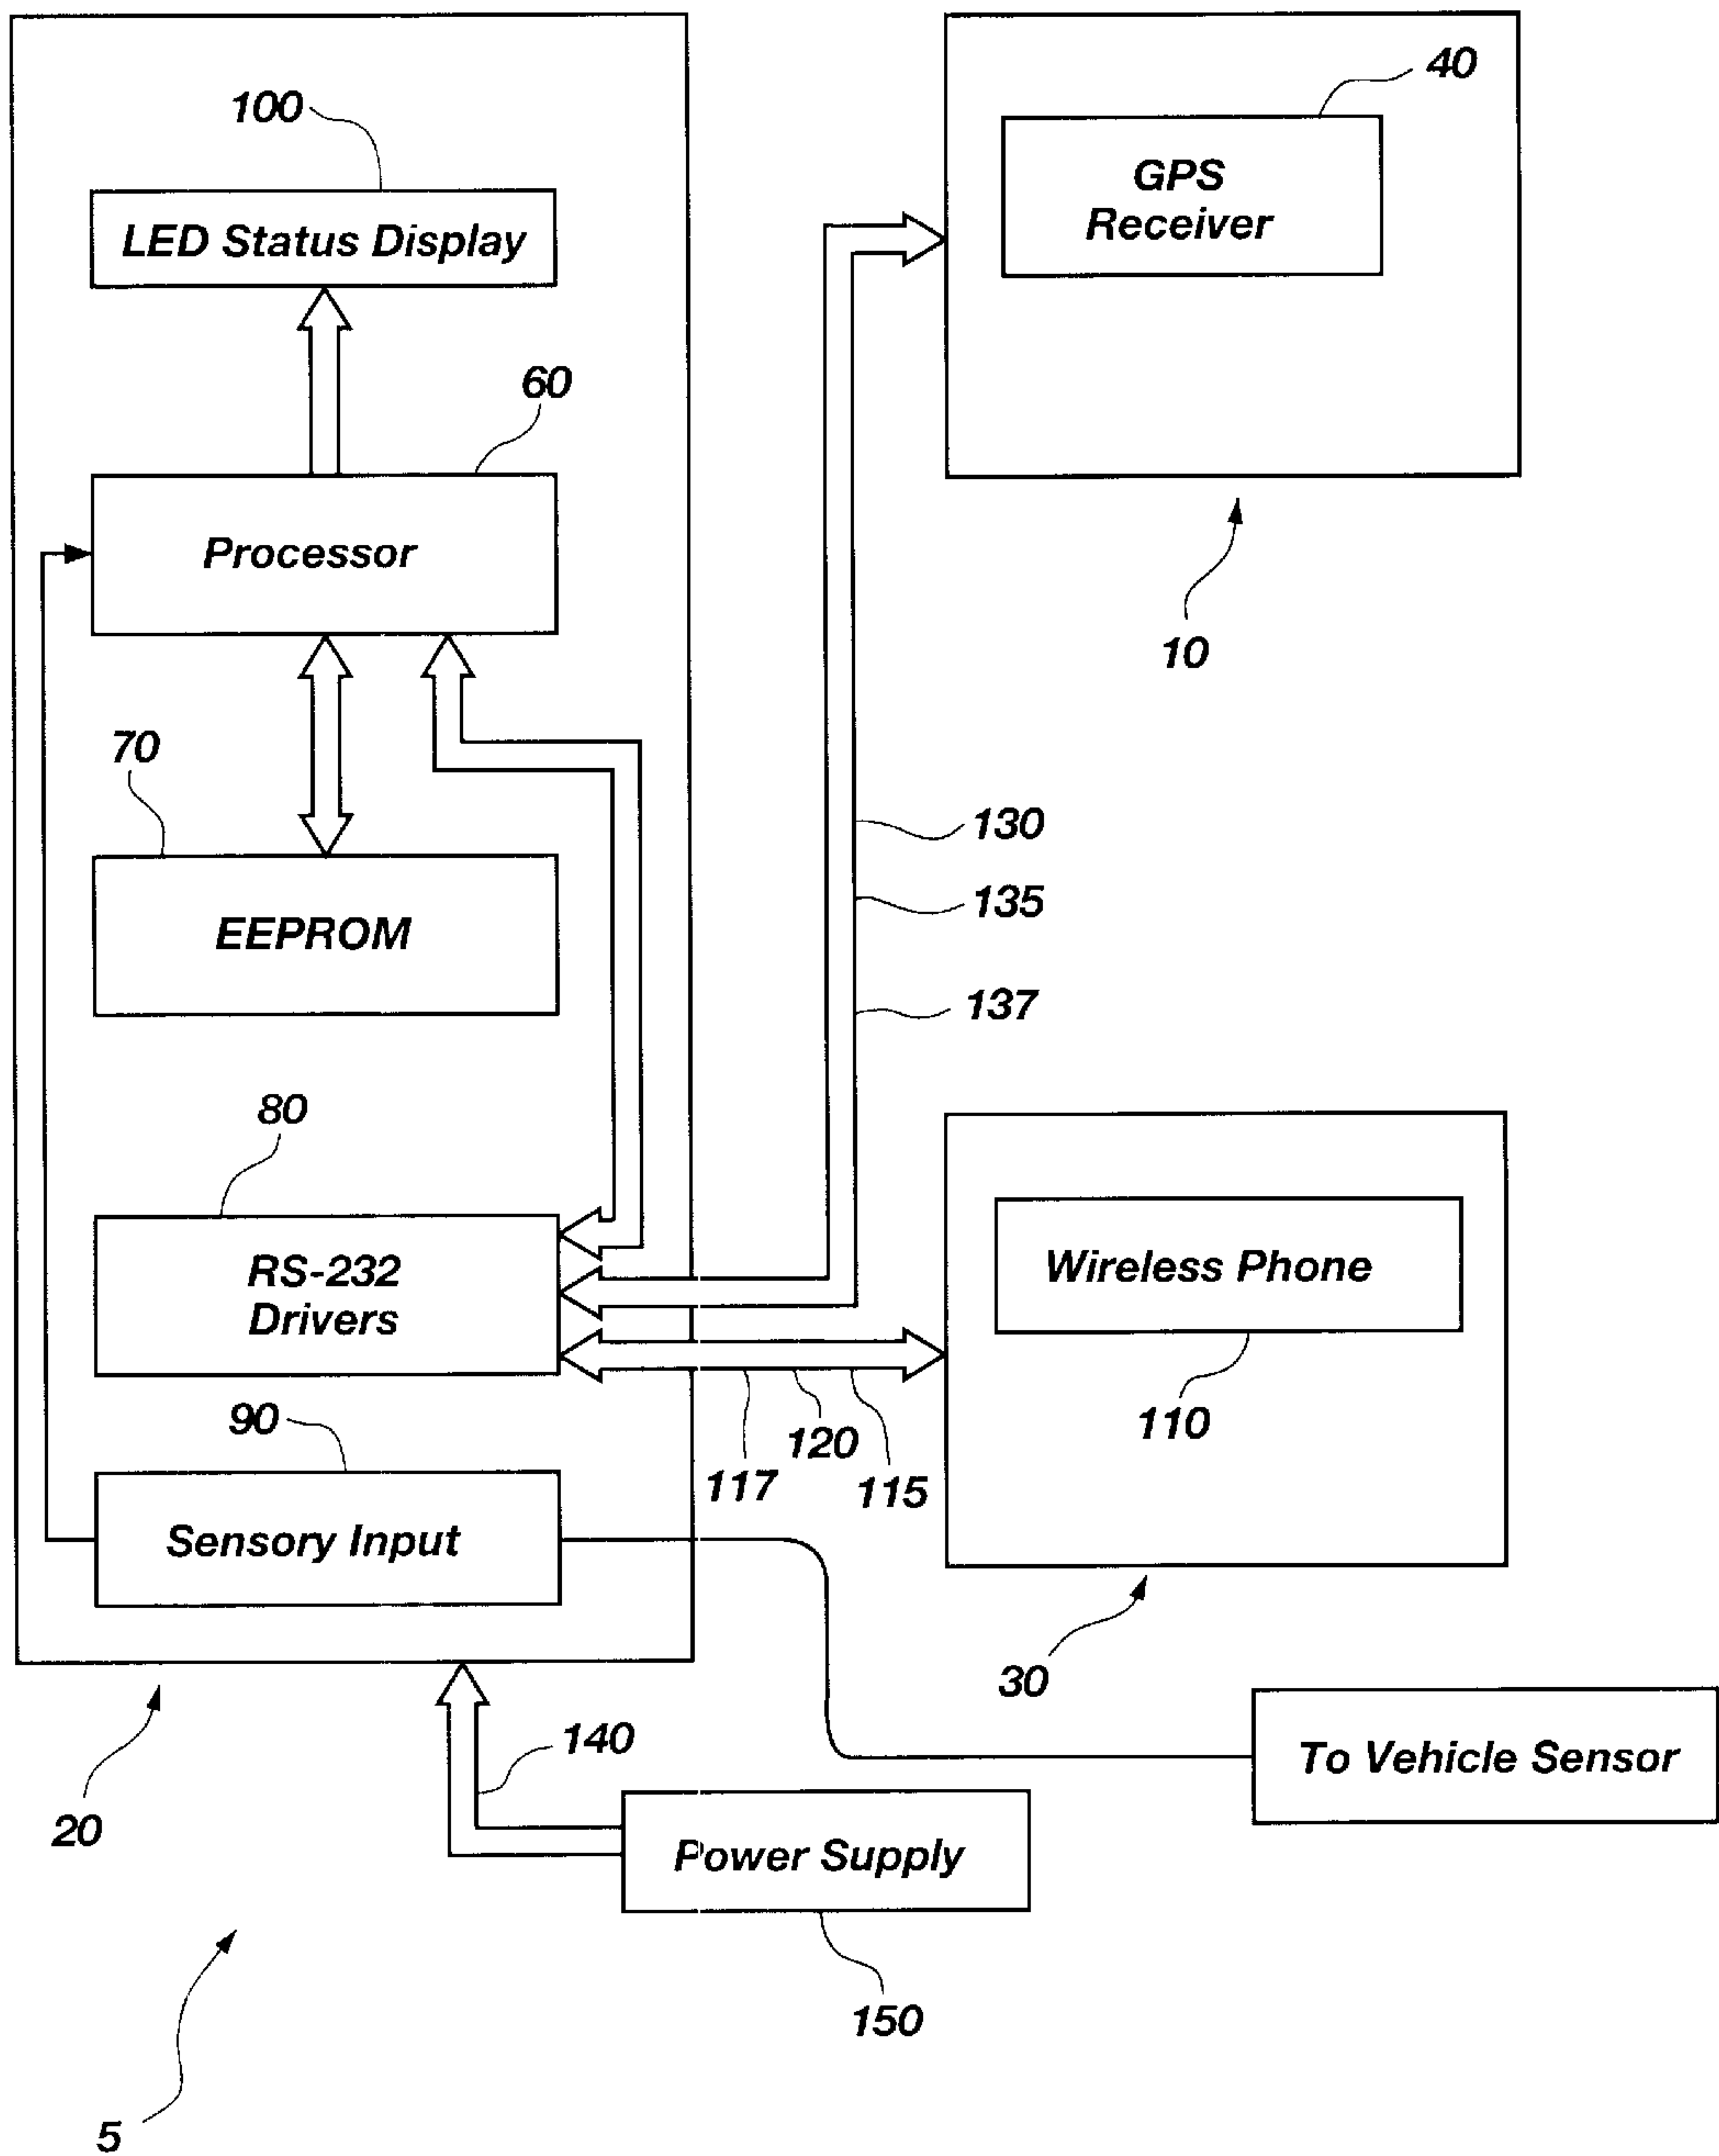 100
LED Status Display
60
Processor
70
EEPROM
80
RS-232
Drivers
90
Sensory Input
20
5
140
Power Supply
150
40
GPS
Receiver
10
130
135
137
Wireless Phone
110
117
120
115
30
To Vehicle Sensor